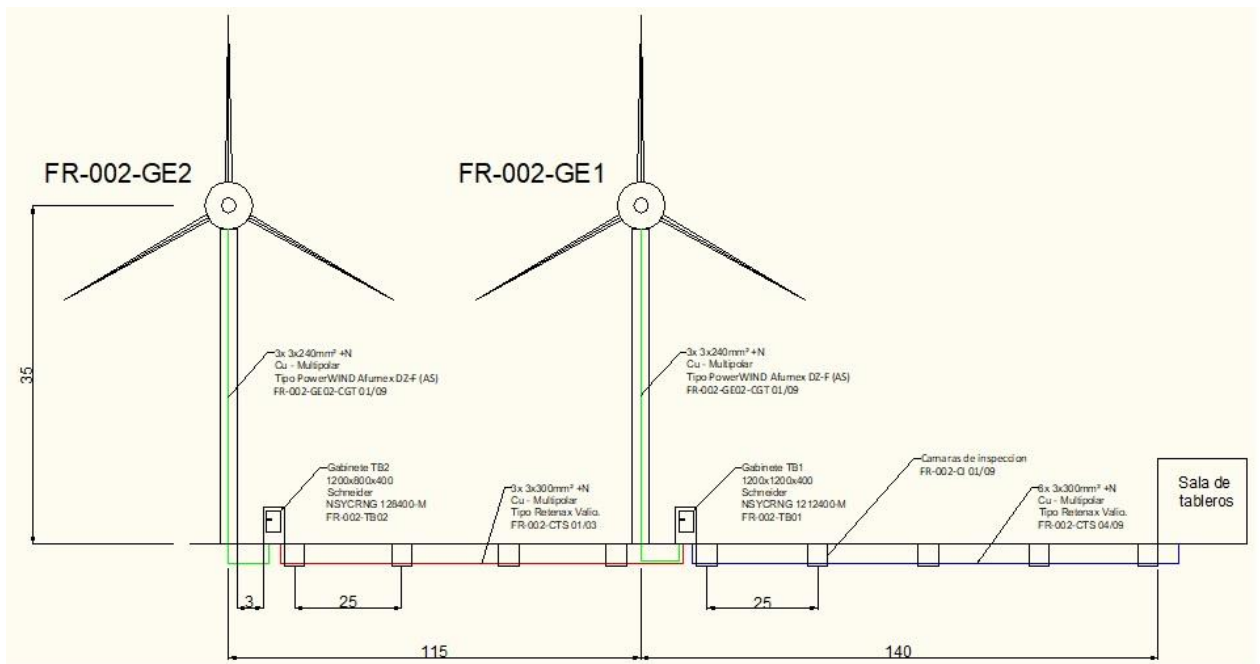 FR-002-GE2
FR-002-GE1
35
3x 3x240mm² +N
Cu - Multipolar
Tipo PowerWIND Afumex DZ-F (AS)
FR-002-GE02-CGT 01/09
3x 3x240mm² +N
Cu - Multipolar
Tipo PowerWIND Afumex DZ-F (AS)
FR-002-GE02-CGT 01/09
Gabinete TB2
1200x800x400
Schneider
NSYCRNG 128400-M
FR-002-TB02
3x 3x300mm² +N
Cu - Multipolar
Tipo Retenax Valio.
FR-002-CTS 01/03
Gabinete TB1
1200x1200x400
Schneider
NSYCRNG 1212400-M
FR-002-TB01
Camaras de inspeccion
FR-002-CI 01/09
6x 3x300mm² +N
Cu - Multipolar
Tipo Retenax Valio.
FR-002-CTS 04/09
Sala de
tableros
3
25
25
115
140